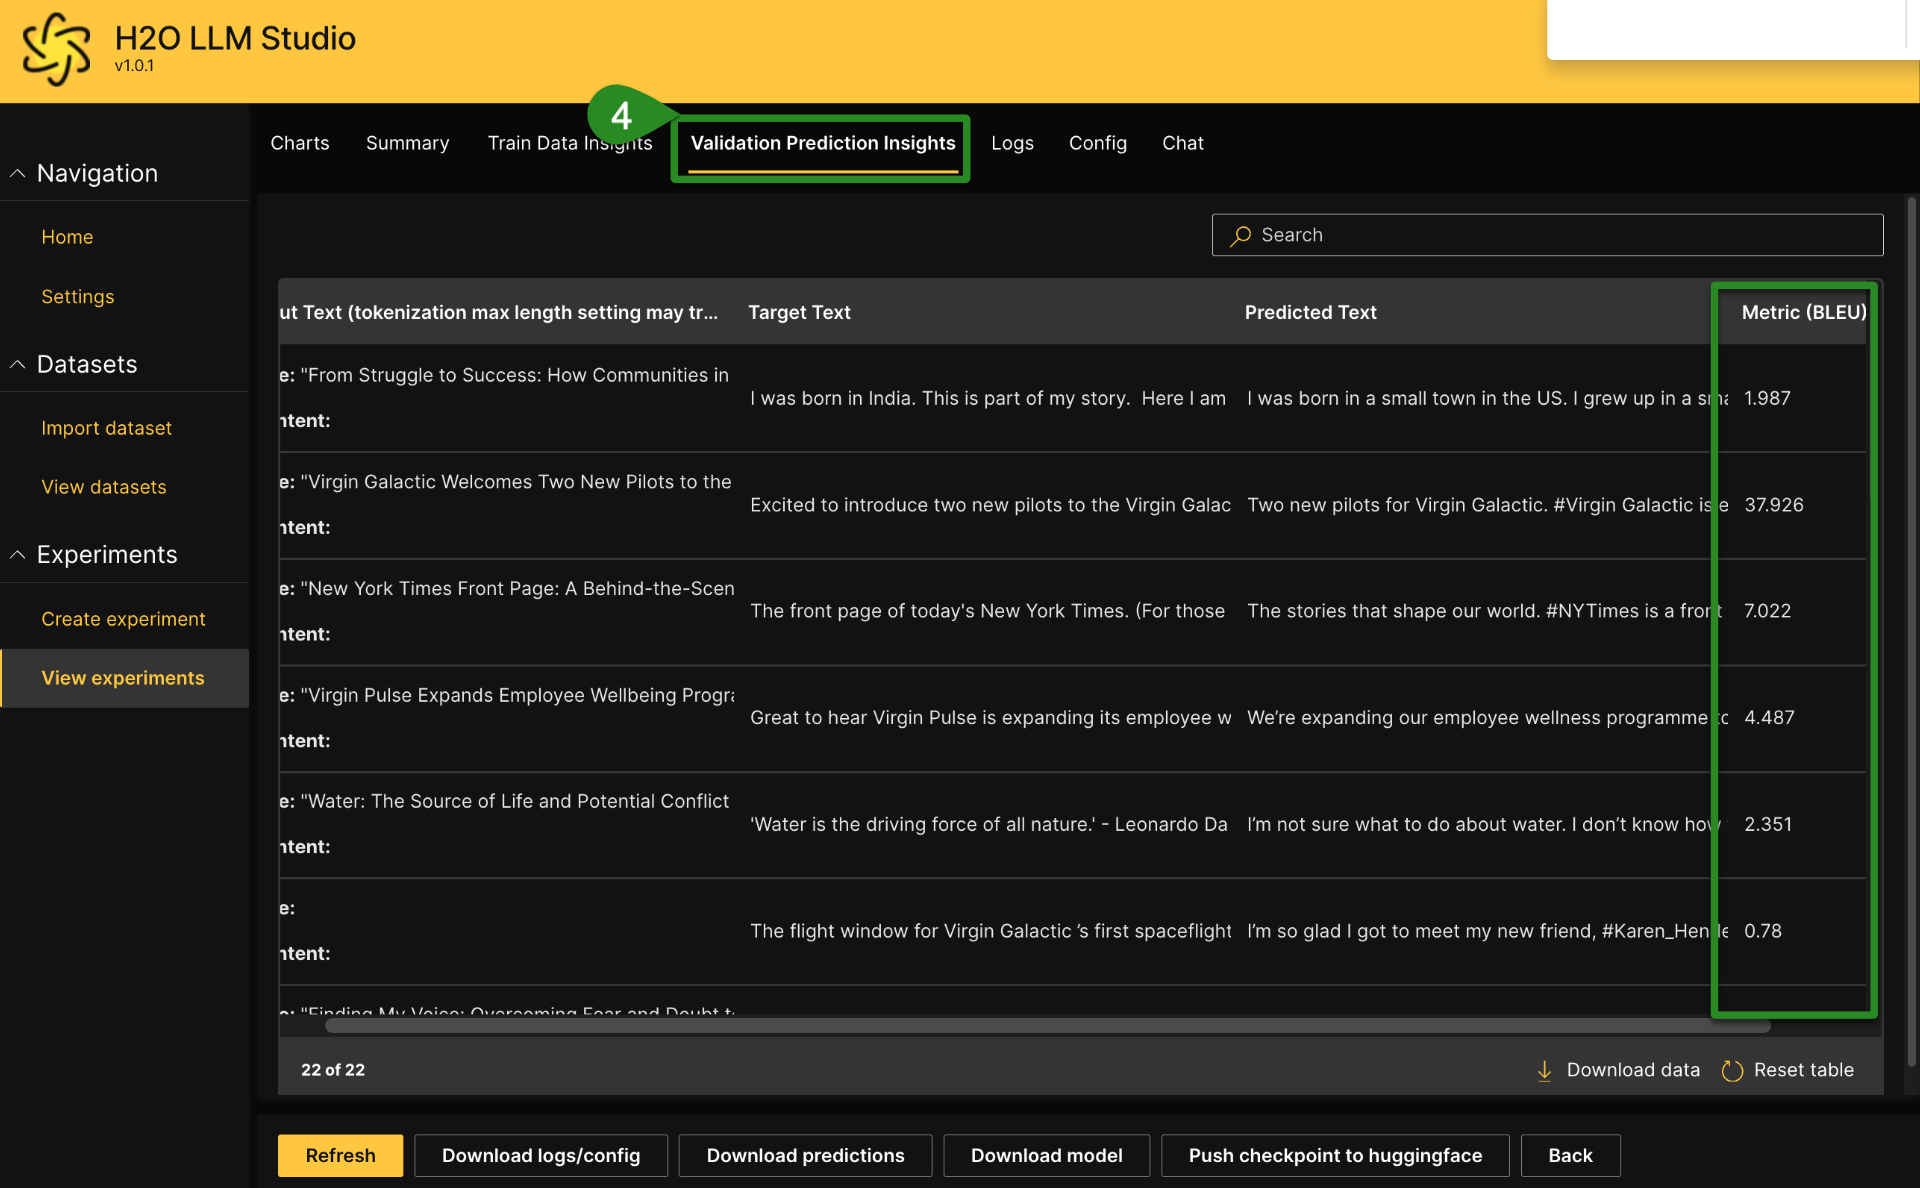 H2O LLM Studio
v1.0.1
4
Charts Summary Train Data Insights Validation Prediction Insights Logs Config Chat
Navigation
Home
Settings
Datasets
Import dataset
View datasets
Experiments
Create experiment
View experiments
Search
ut Text (tokenization max length setting may tr... Target Text Predicted Text Metric (BLEU)
e: "From Struggle to Success: How Communities in
ntent:
I was born in India. This is part of my story. Here I am I was born in a small town in the US. I grew up in a sma 1.987
e: "Virgin Galactic Welcomes Two New Pilots to the
ntent:
Excited to introduce two new pilots to the Virgin Galac Two new pilots for Virgin Galactic. #Virgin Galactic is e 37.926
e: "New York Times Front Page: A Behind-the-Scen
ntent:
The front page of today's New York Times. (For those The stories that shape our world. #NYTimes is a front 7.022
e: "Virgin Pulse Expands Employee Wellbeing Progra
ntent:
Great to hear Virgin Pulse is expanding its employee w We’re expanding our employee wellness programme to 4.487
e: "Water: The Source of Life and Potential Conflict
ntent:
'Water is the driving force of all nature.' - Leonardo Da I’m not sure what to do about water. I don’t know how 2.351
e:
ntent:
The flight window for Virgin Galactic ’s first spaceflight I’m so glad I got to meet my new friend, #Karen_Hende 0.78
e: "Finding My Voice: Overcoming Fear and Doubt t
22 of 22
Download data Reset table
Refresh Download logs/config Download predictions Download model Push checkpoint to huggingface Back